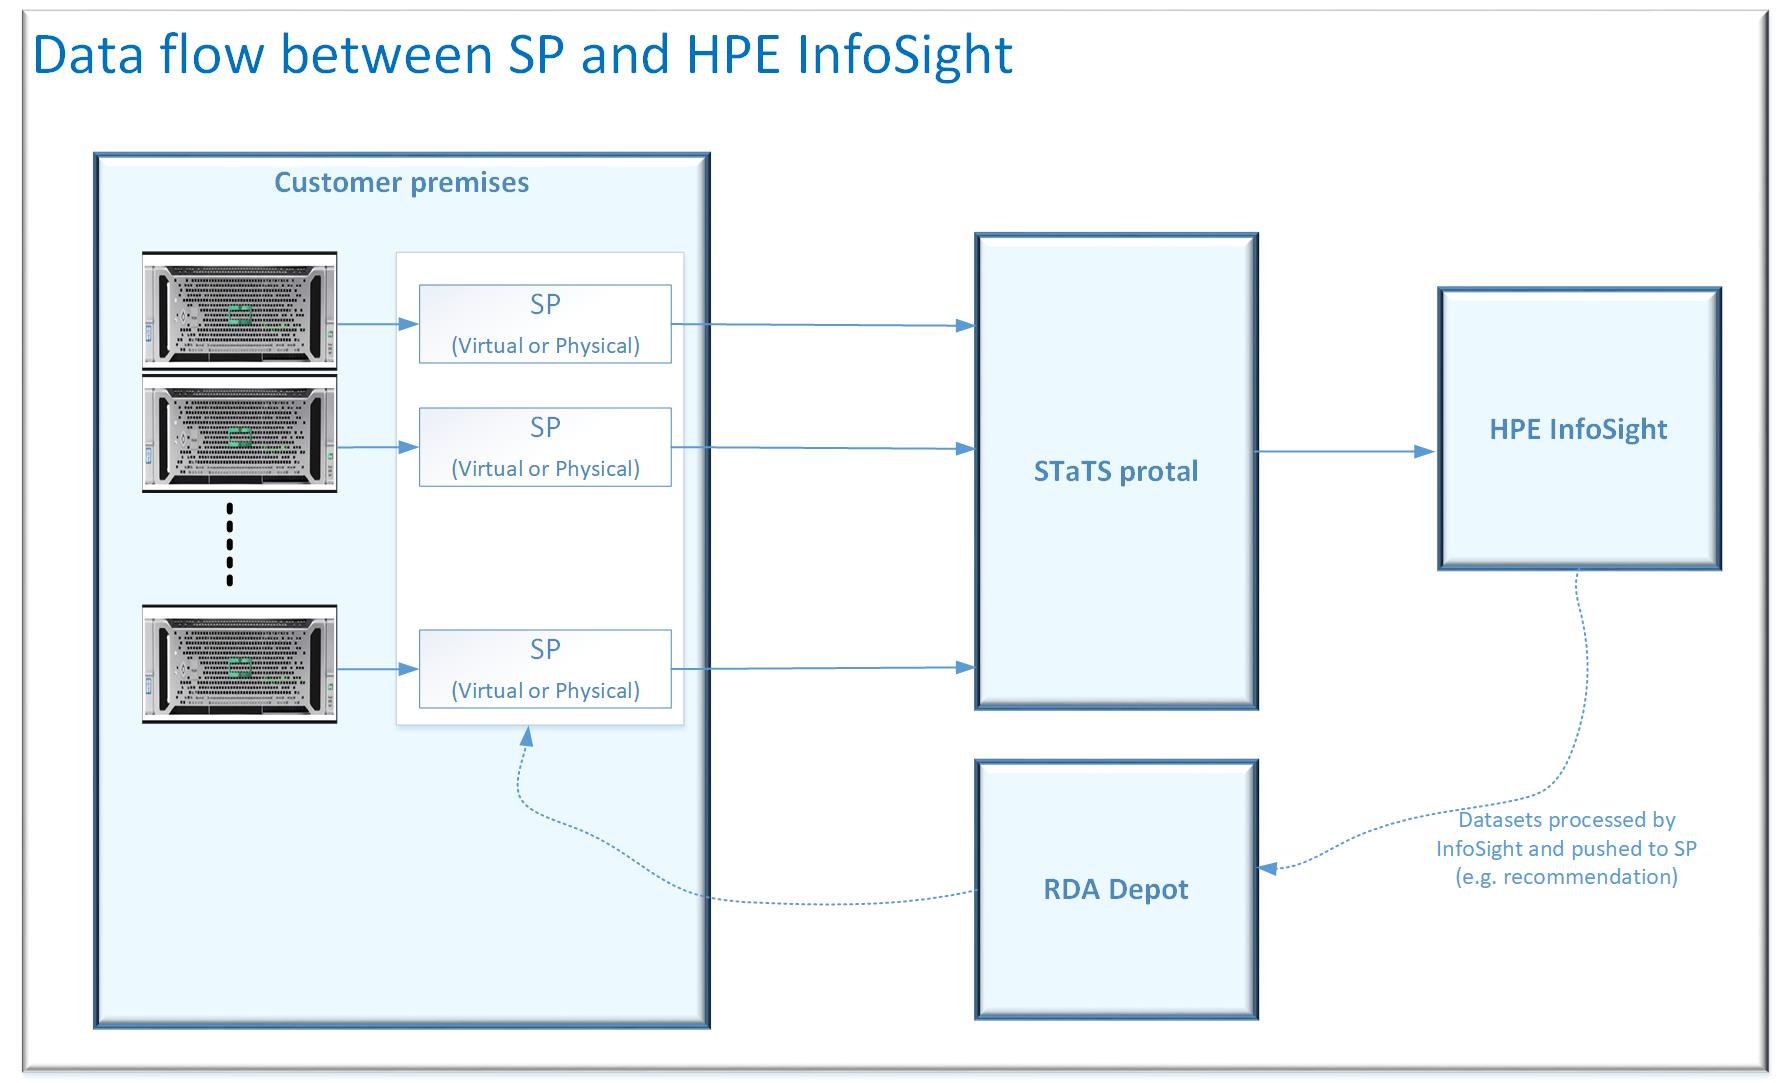 Data flow between SP and HPE InfoSight
Customer premises
SP
(Virtual or Physical)
SP
(Virtual or Physical)
SP
(Virtual or Physical)
STaTS protal
HPE InfoSight
Datasets processed by
InfoSight and pushed to SP
(e.g. recommendation)
RDA Depot